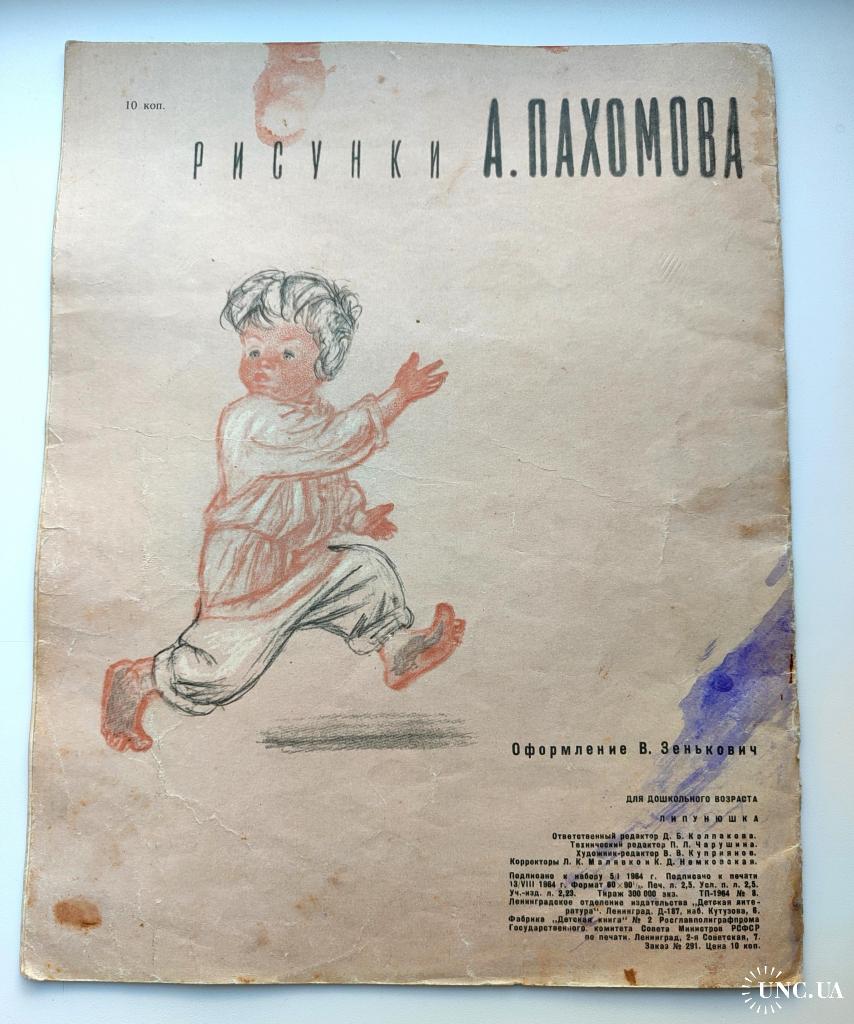 10 коп.
РИСУНКИ А. ПАХОМОВА
Оформление В. Зенькович
ДЛЯ ДОШКОЛЬНОГО ВОЗРАСТА
ЛИПУНЮШКА
Ответственный редактор Д. Б. Колпакова.
Технический редактор П. Л. Чарушина.
Художник-редактор В. В. Куприянов.
Корректоры Л. К. Малявко и К. Д. Немковская.
Подписано к набору 5/I 1964 г. Подписано к печати
13/VIII 1964 г. Формат 60×90 Печ. л. 2,5. Усл. п. л. 2,5.
Уч.-изд. л. 2,23. Тираж 300 000 экз. ТП-1964 № 8.
Ленинградское отделение издательства „Детская лите-
ратура“. Ленинград, Д-187, наб. Кутузова, 6.
Фабрика „Детская книга“ № 2 Росглавполиграфпрома
Государственного комитета Совета Министров РСФСР
по печати. Ленинград, 2-я Советская, 7.
Заказ № 291. Цена 10 коп.
UNC.UA